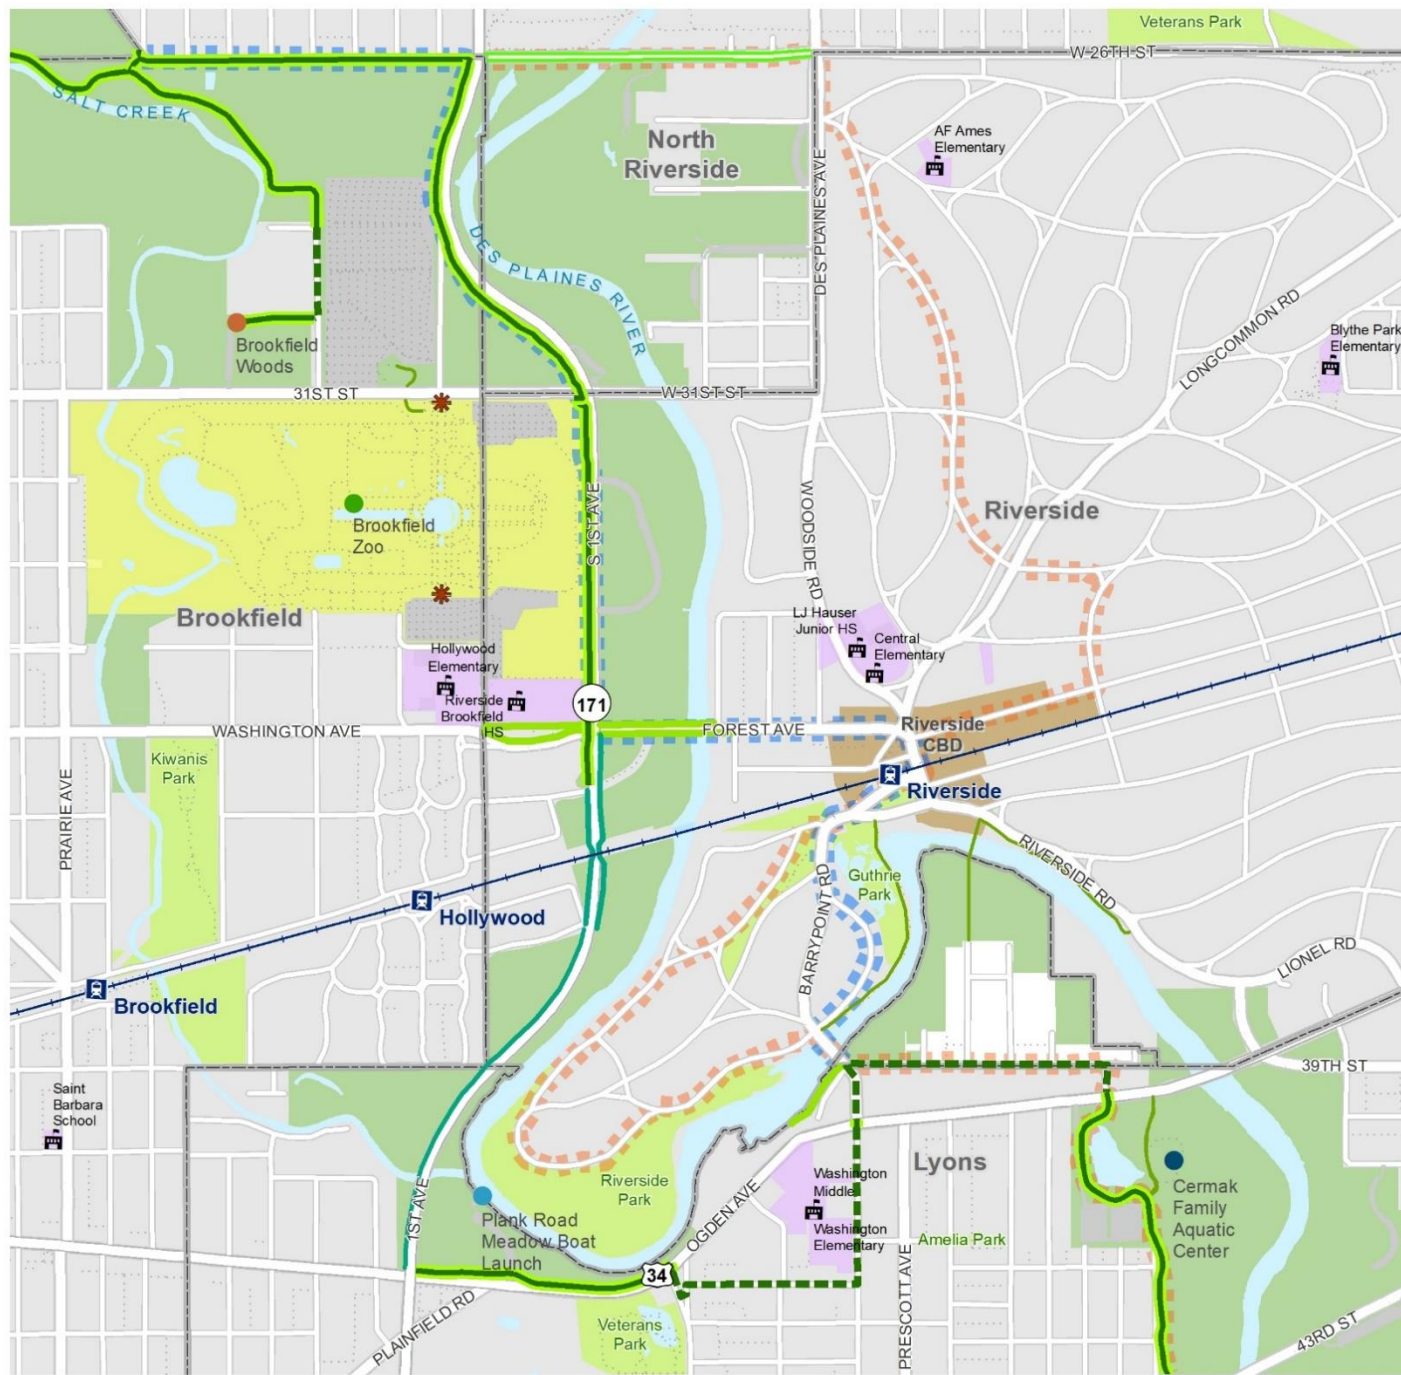 Veterans Park
W 26TH ST
SALT CREEK
North
Riverside
AF Ames
Elementary
DES PLAINES AVE
DES PLAINES RIVER
LONGCOMMON RD
Brookfield
Woods
Blythe Park
Elementary
31ST ST
W 31ST ST
S 1ST AVE
WOODSIDE RD
Riverside
Brookfield
Zoo
Brookfield
LJ Hauser
Junior HS
Central
Elementary
Hollywood
Elementary
Riverside
Brookfield
HS
171
WASHINGTON AVE
FOREST AVE
Riverside
CBD
Kiwanis
Park
Riverside
PRAIRIE AVE
RIVERSIDE RD
Guthrie
Park
BARRYPOINT RD
Hollywood
LIONEL RD
Brookfield
39TH ST
Saint
Barbara
School
Lyons
Washington
Middle
Riverside
Park
Cermak
Family
Aquatic
Center
1ST AVE
Plank Road
Meadow Boat
Launch
OGDEN AVE
Washington
Elementary
Amelia Park
34
PRESCOTT AVE
PLAINFIELD RD
Veterans
Park
43RD ST